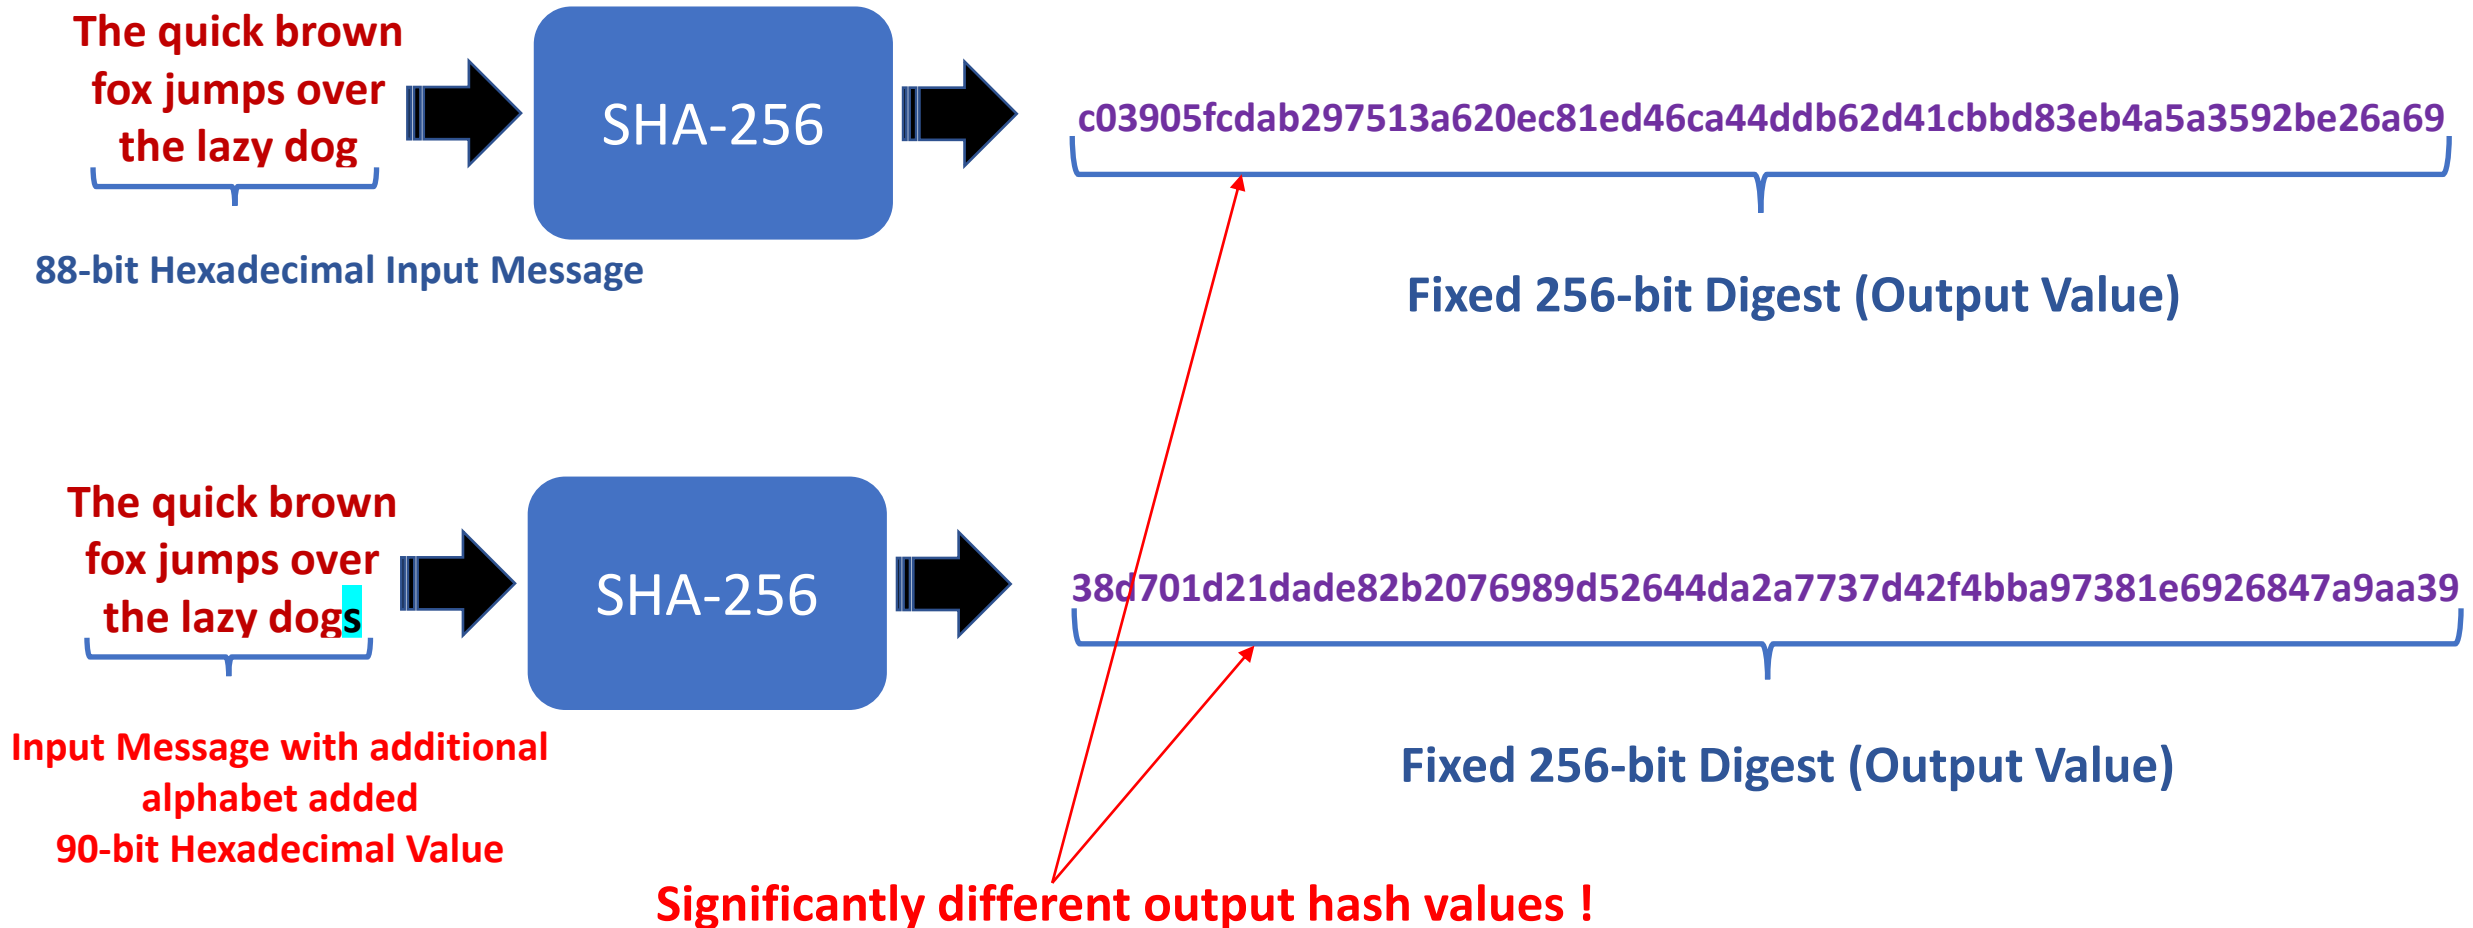 The quick brown
fox jumps over
the lazy dog
SHA-256
c03905fcdab297513a620ec81ed46ca44ddb62d41cbbd83eb4a5a3592be26a69
88-bit Hexadecimal Input Message
Fixed 256-bit Digest (Output Value)
The quick brown
fox jumps over
the lazy dogs
SHA-256
38d701d21dade82b2076989d52644da2a7737d42f4bba97381e6926847a9aa39
Input Message with additional
alphabet added
90-bit Hexadecimal Value
Fixed 256-bit Digest (Output Value)
Significantly different output hash values !